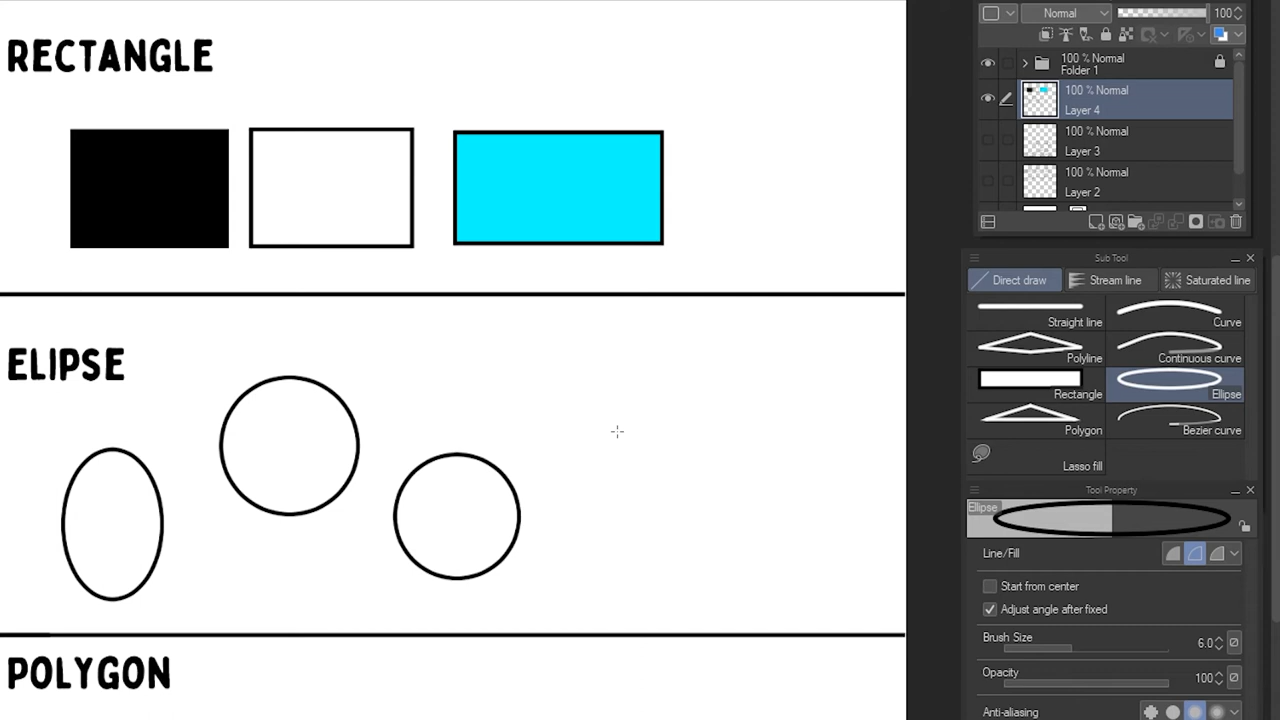 RECTANGLE
ELIPSE
POLYGON
Normal 100
100 % Normal
Folder 1
100 % Normal
Layer 4
100 % Normal
Layer 3
100 % Normal
Layer 2
Sub Tool
Direct draw Stream line Saturated line
Straight line Curve
Polyline Continuous curve
Rectangle Ellipse
Polygon Bezier curve
Lasso fill
Tool Property
Ellipse
Line/Fill
Start from center
Adjust angle after fixed
Brush Size 6.0
Opacity 100
Anti-aliasing